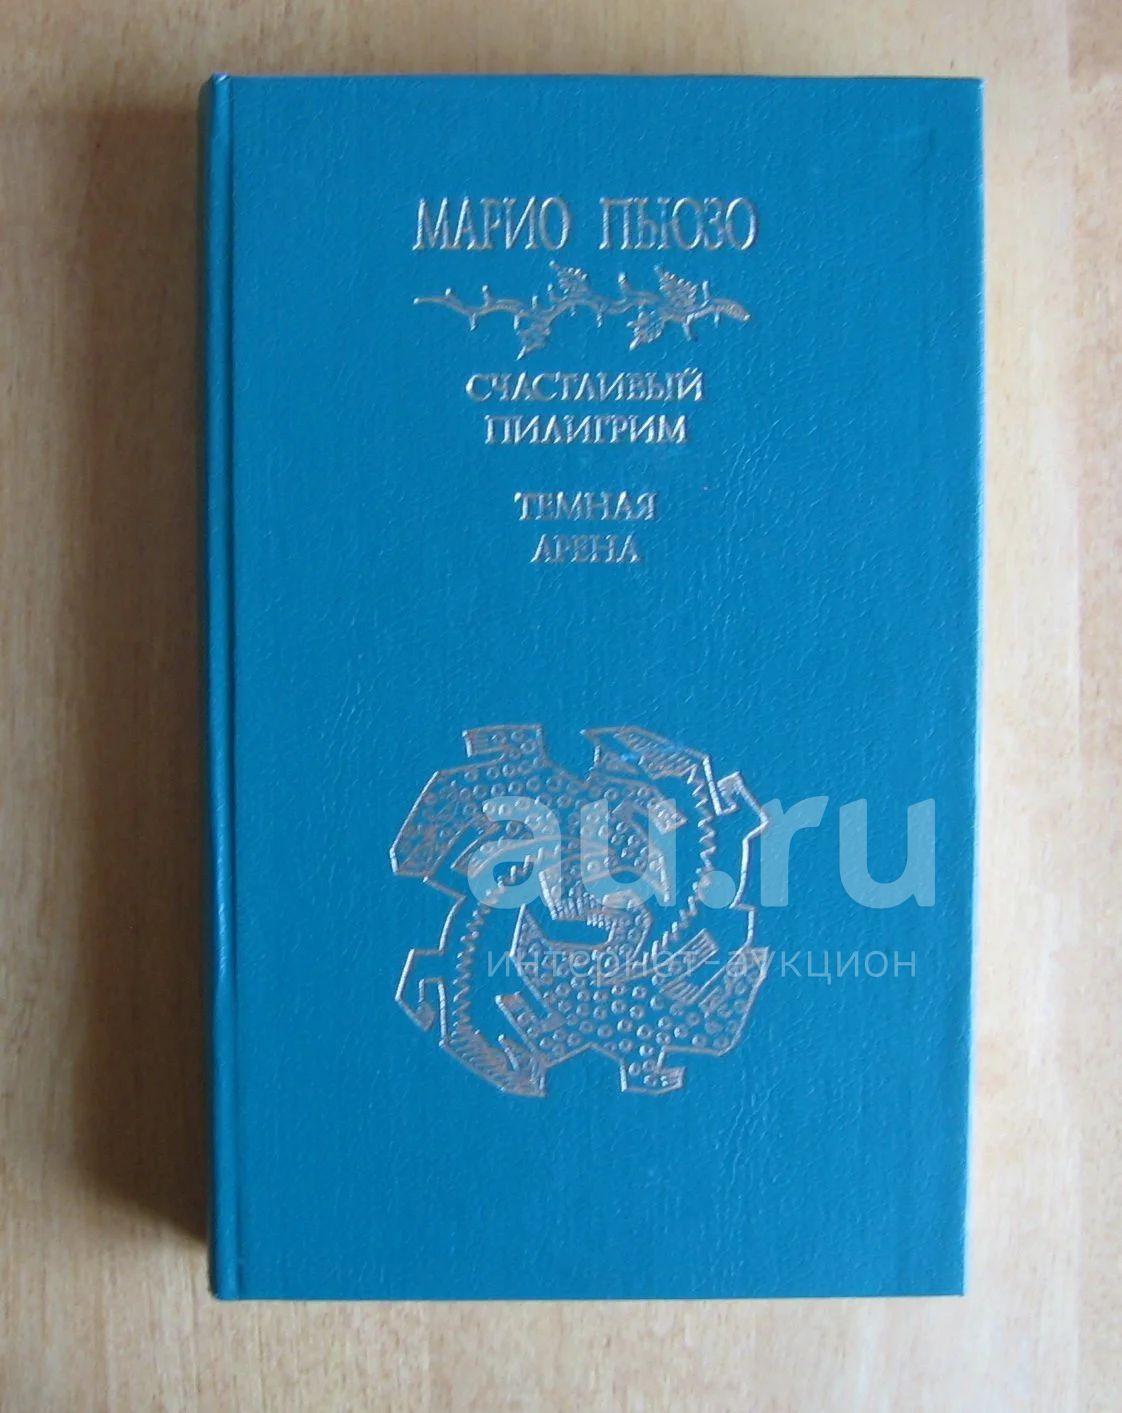 МАРИО ПЬЮЗО
СЧАСТЛИВЫЙ
ПИЛИГРИМ
ТЕМНАЯ
АРЕНА
au.ru
интернет-аукцион